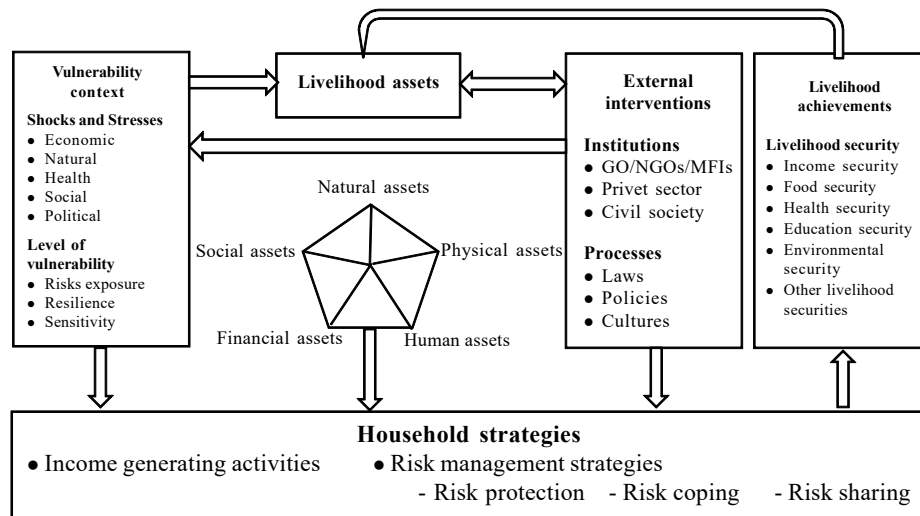 Vulnerability
context
Shocks and Stresses
● Economic
● Natural
● Health
● Social
● Political
Level of
vulnerability
● Risks exposure
● Resilience
● Sensitivity
Livelihood assets
Natural assets
Social assets
Physical assets
Financial assets
Human assets
External
interventions
Institutions
● GO/NGOs/MFIs
● Privet sector
● Civil society
Processes
● Laws
● Policies
● Cultures
Livelihood
achievements
Livelihood security
● Income security
● Food security
● Health security
● Education security
● Environmental
security
● Other livelihood
securities
Household strategies
● Income generating activities ● Risk management strategies
- Risk protection - Risk coping - Risk sharing